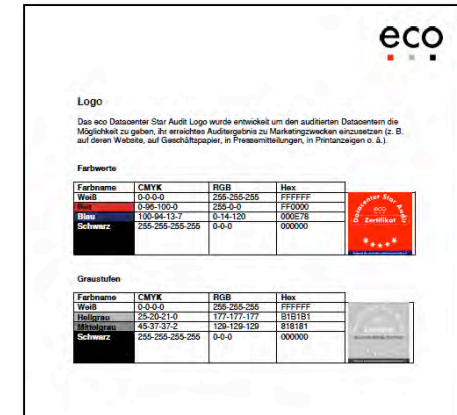 eco
Logo
Das eco Datacenter Star Audit Logo wurde entwickelt um den auditierten Datacentern die
Möglichkeit zu geben, ihr erreichtes Auditergebnis zu Marketingzwecken einzusetzen (z. B.
auf deren Website, auf Geschäftspapier, in Pressemitteilungen, in Printanzeigen o. ä.).
Farbwerte
Farbname CMYK RGB Hex
Weiß 0-0-0-0 255-255-255 FFFFFF
Rot 0-96-100-0 255-0-0 FF0000
Blau 100-94-13-7 0-14-120 000E78
Schwarz 255-255-255-255 0-0-0 000000
Datacenter Star Audit
eco
Zertifikat
Graustufen
Farbname CMYK RGB Hex
Weiß 0-0-0-0 255-255-255 FFFFFF
Hellgrau 25-20-21-0 177-177-177 B1B1B1
Mittelgrau 45-37-37-2 129-129-129 818181
Schwarz 255-255-255-255 0-0-0 000000